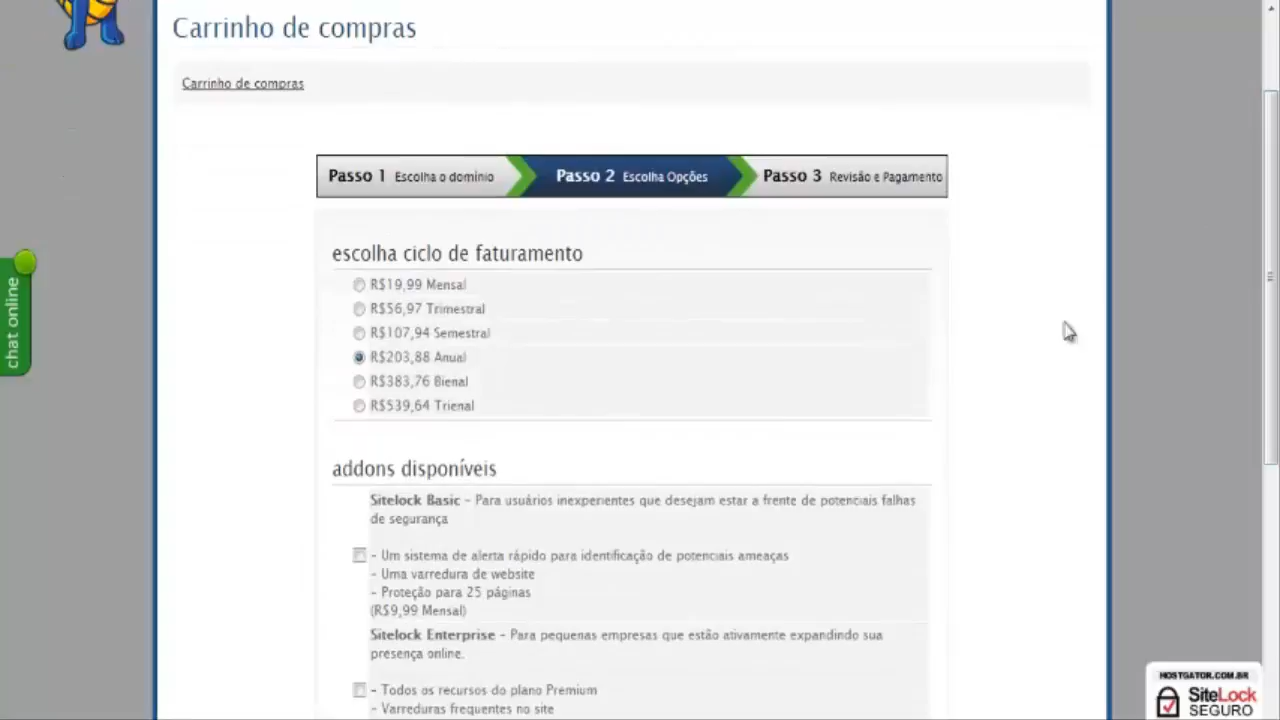 Carrinho de compras
Carrinho de compras
Passo 1 Escolha o domínio
Passo 2 Escolha Opções
Passo 3 Revisão e Pagamento
escolha ciclo de faturamento
R$19,99 Mensal
R$56,97 Trimestral
R$107,94 Semestral
R$203,88 Anual
R$383,76 Bienal
R$539,64 Trienal
chat online
addons disponíveis
Sitelock Basic - Para usuários inexperientes que desejam estar a frente de potenciais falhas
de segurança
- Um sistema de alerta rápido para identificação de potenciais ameaças
- Uma varredura de website
- Proteção para 25 páginas
(R$9,99 Mensal)
Sitelock Enterprise - Para pequenas empresas que estão ativamente expandindo sua
presença online.
- Todos os recursos do plano Premium
- Varreduras frequentes no site
HOSTGATOR.COM.BR
SiteLock
SEGURO